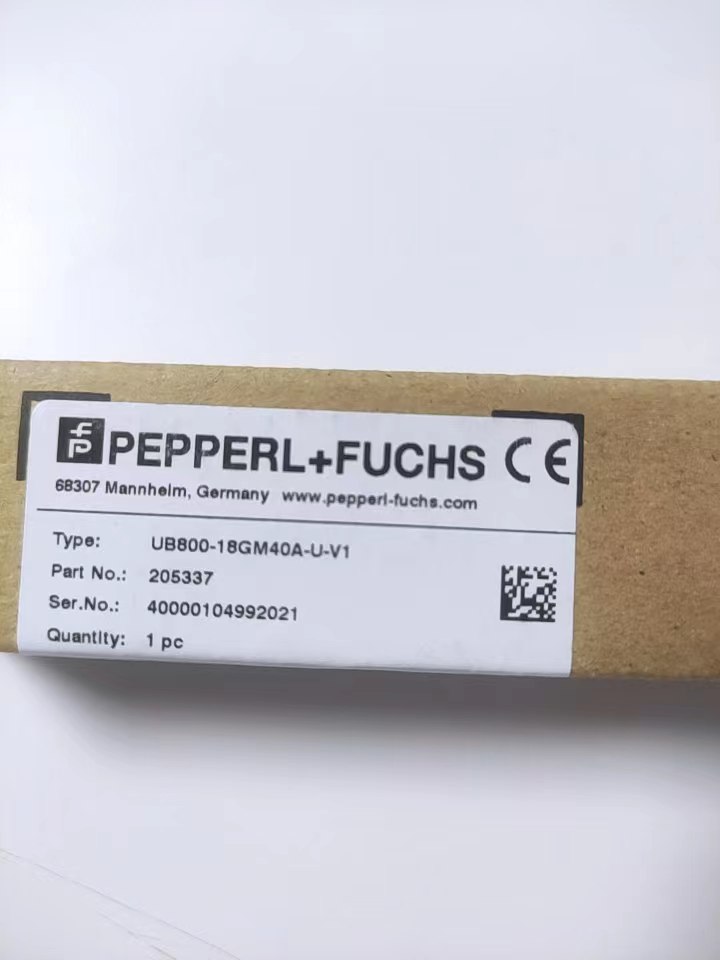 PEPPERL+FUCHS CE
68307 Mannheim, Germany www.pepperl-fuchs.com
Type: UB800-18GM40A-U-V1
Part No.: 205337
Ser.No.: 40000104992021
Quantity: 1 pc